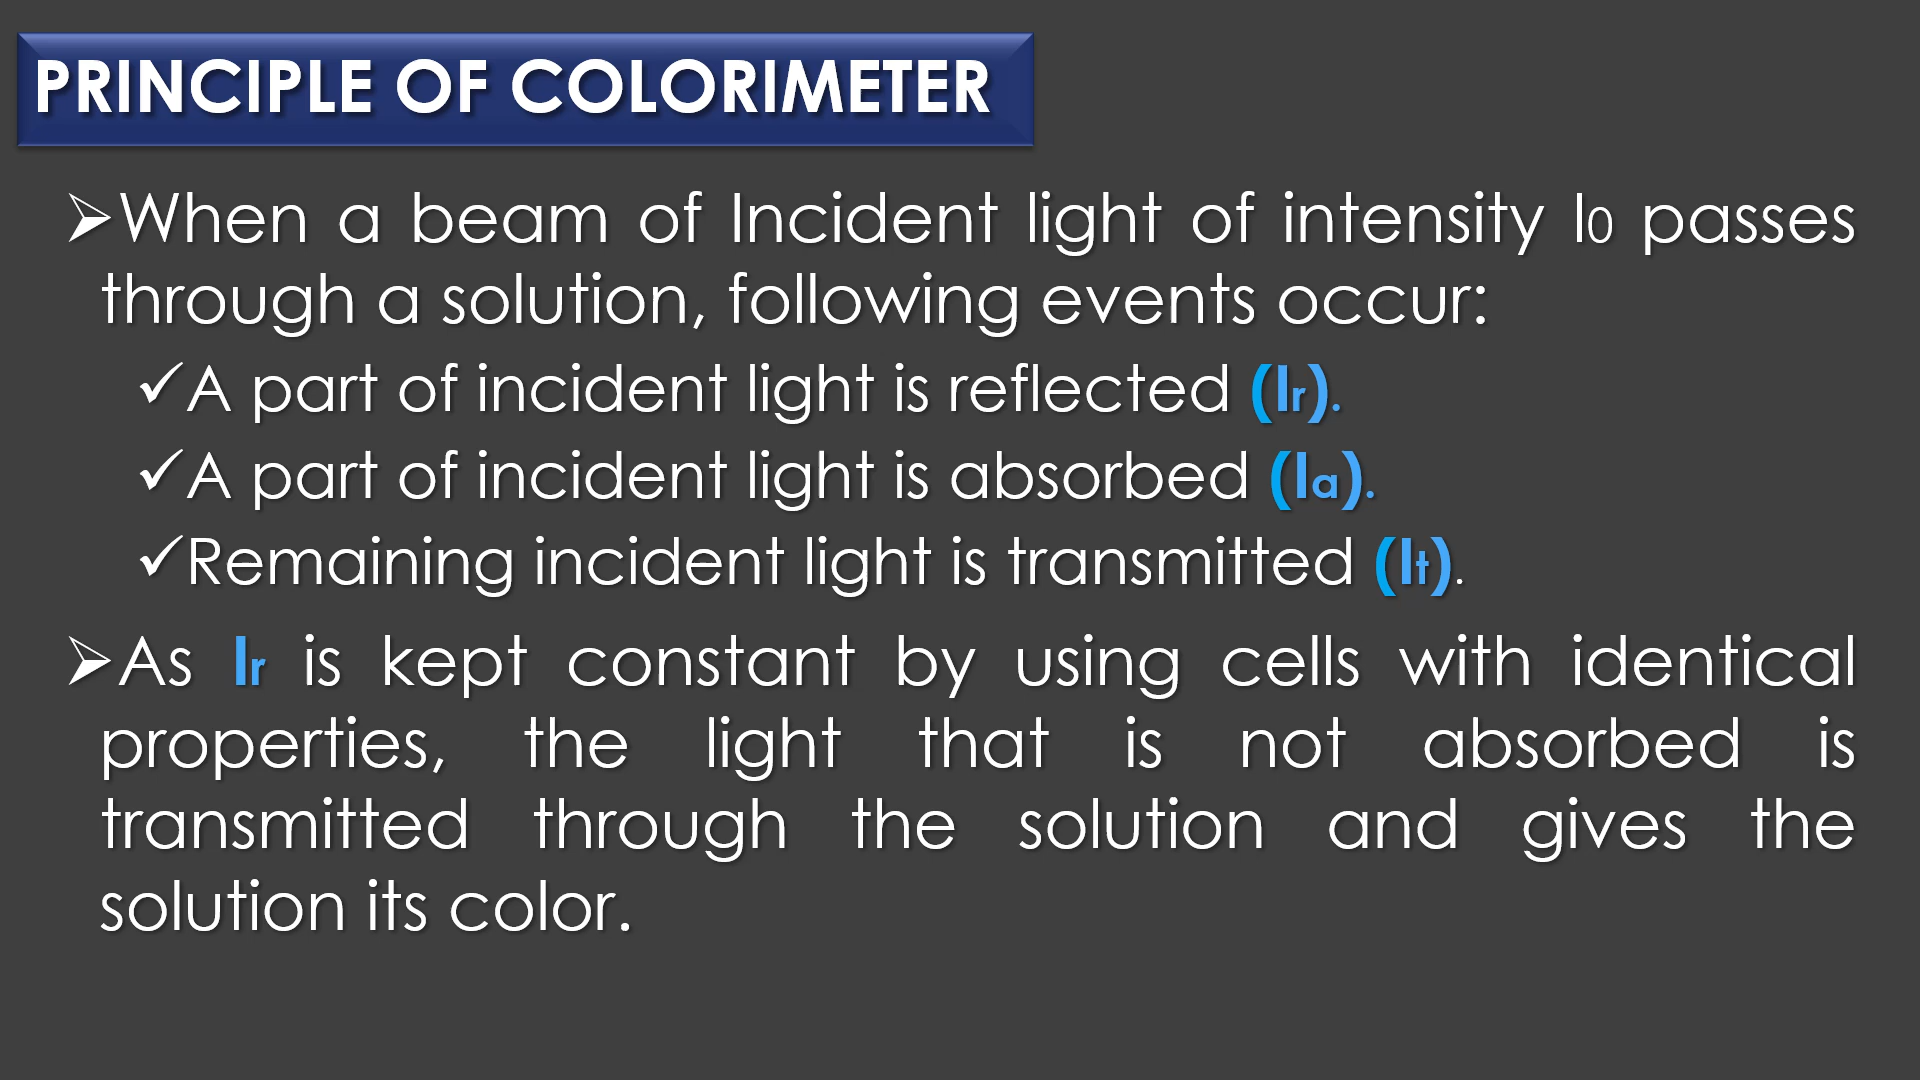 PRINCIPLE OF COLORIMETER
➢When a beam of Incident light of intensity I0 passes
through a solution, following events occur:
✓A part of incident light is reflected (Ir).
✓A part of incident light is absorbed (Ia).
✓Remaining incident light is transmitted (It).
➢As Ir is kept constant by using cells with identical
properties, the light that is not absorbed is
transmitted through the solution and gives the
solution its color.